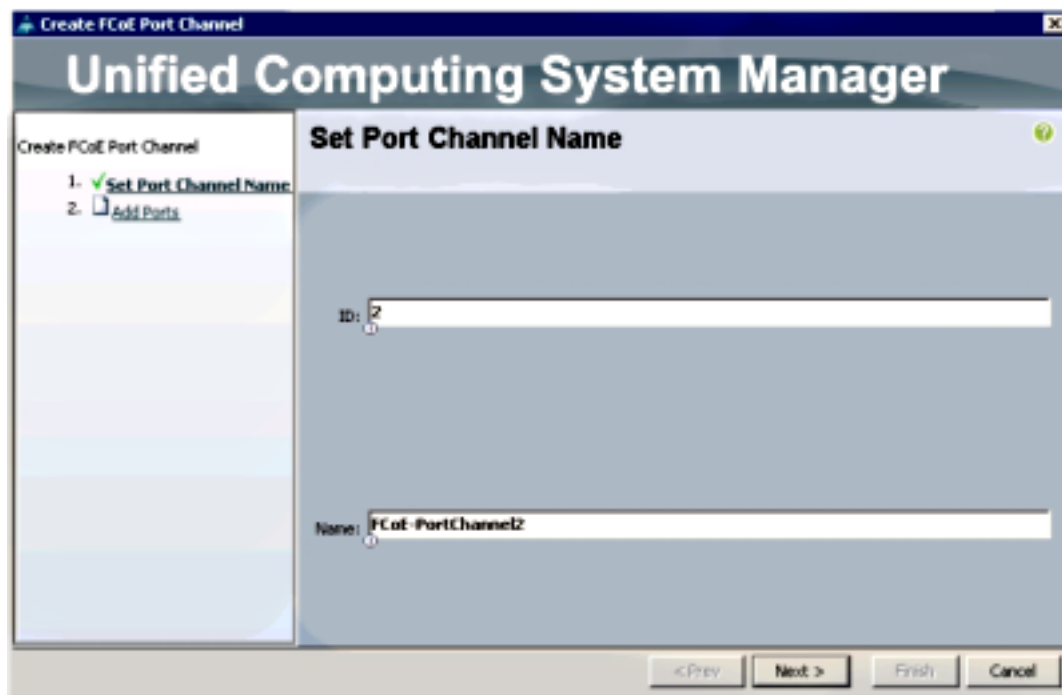 Create FCoE Port Channel
Unified Computing System Manager
Create FCoE Port Channel
1. Set Port Channel Name
2. Add Ports
Set Port Channel Name
?
ID: 2
Name: FCoE-PortChannel2
< Prev
Next >
Finish
Cancel